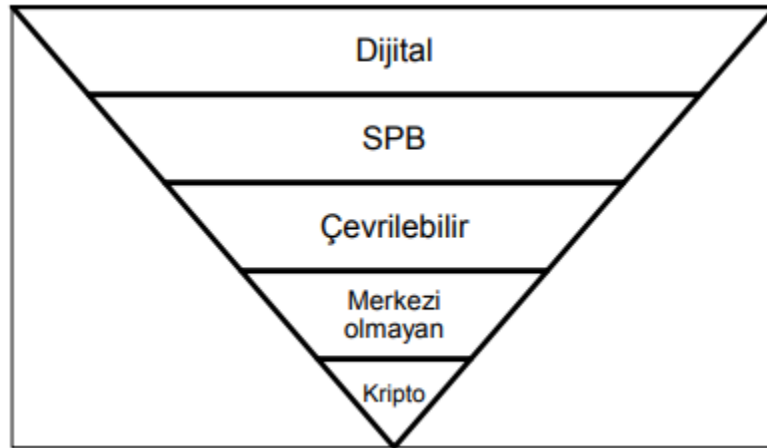 Dijital
SPB
Çevrilebilir
Merkezi
olmayan
Kripto